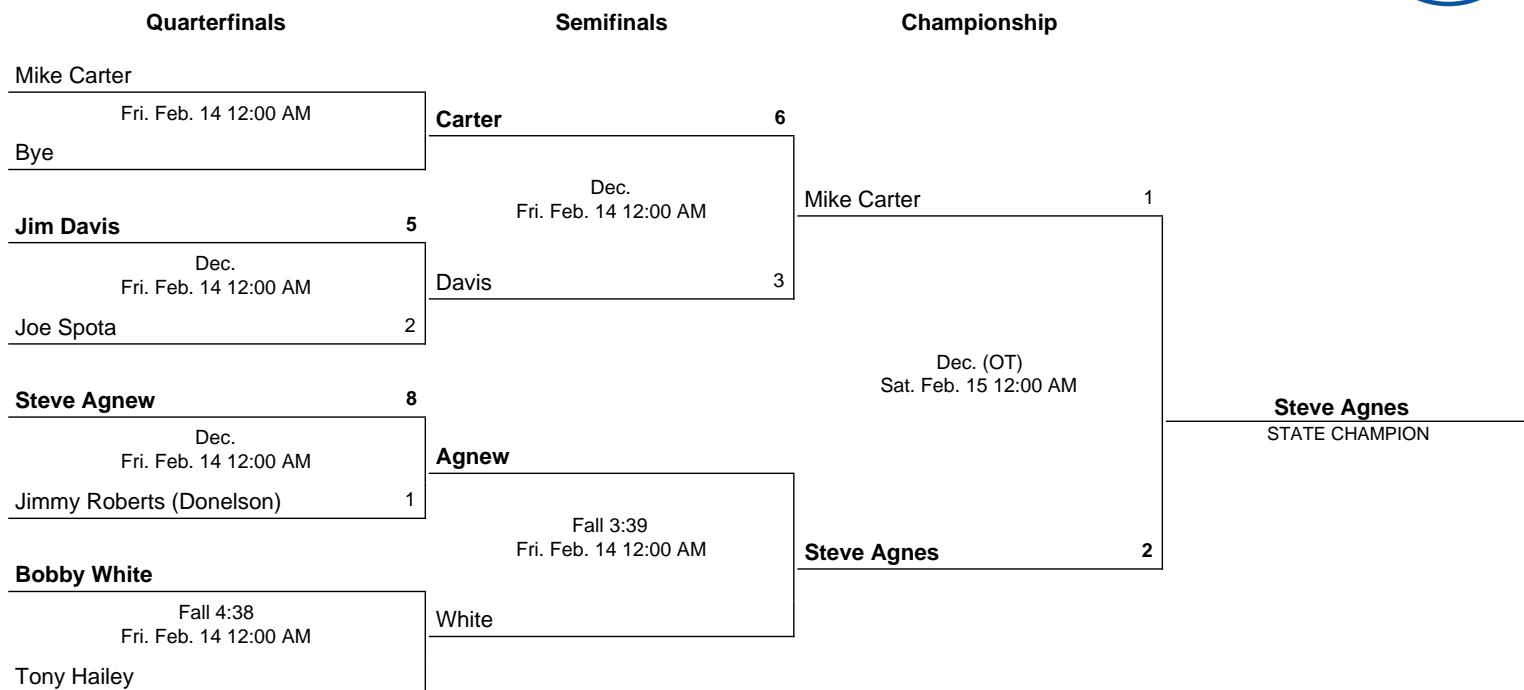 Quarterfinals
Semifinals
Championship
Mike Carter
Fri. Feb. 14 12:00 AM
Bye
Jim Davis 5
Dec.
Fri. Feb. 14 12:00 AM
Joe Spota 2
Steve Agnew 8
Dec.
Fri. Feb. 14 12:00 AM
Jimmy Roberts (Donelson) 1
Bobby White
Fall 4:38
Fri. Feb. 14 12:00 AM
Tony Hailey
Carter 6
Dec.
Fri. Feb. 14 12:00 AM
Davis 3
Agnew
Fall 3:39
Fri. Feb. 14 12:00 AM
White
Mike Carter 1
Dec. (OT)
Sat. Feb. 15 12:00 AM
Steve Agnes 2
Steve Agnes
STATE CHAMPION